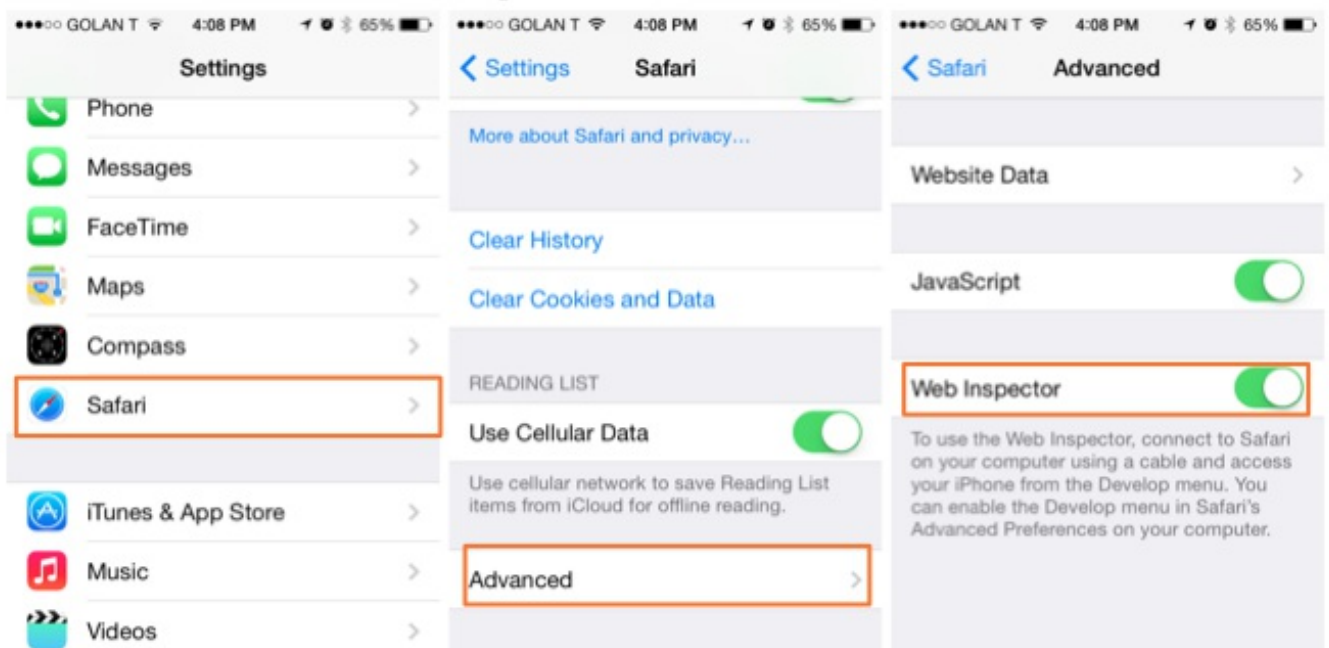 GOLAN T 4:08 PM 65%
Settings
Phone
Messages
FaceTime
Maps
Compass
Safari
iTunes & App Store
Music
Videos
GOLAN T 4:08 PM 65%
Settings Safari
More about Safari and privacy...
Clear History
Clear Cookies and Data
READING LIST
Use Cellular Data
Use cellular network to save Reading List
items from iCloud for offline reading.
Advanced
GOLAN T 4:08 PM 65%
Safari Advanced
Website Data
JavaScript
Web Inspector
To use the Web Inspector, connect to Safari
on your computer using a cable and access
your iPhone from the Develop menu. You
can enable the Develop menu in Safari's
Advanced Preferences on your computer.